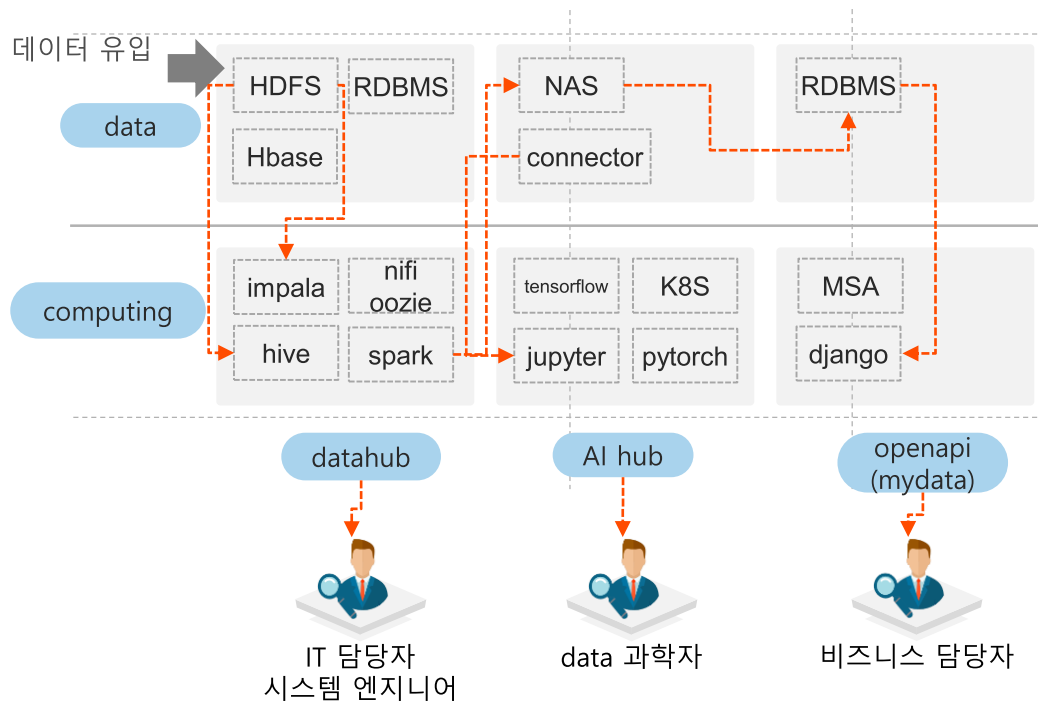 데이터 유입
HDFS
RDBMS
NAS
RDBMS
data
Hbase
connector
impala
nifi
oozie
tensorflow
K8S
MSA
computing
hive
spark
jupyter
pytorch
django
datahub
AI hub
openapi
(mydata)
IT 담당자
시스템 엔지니어
data 과학자
비즈니스 담당자